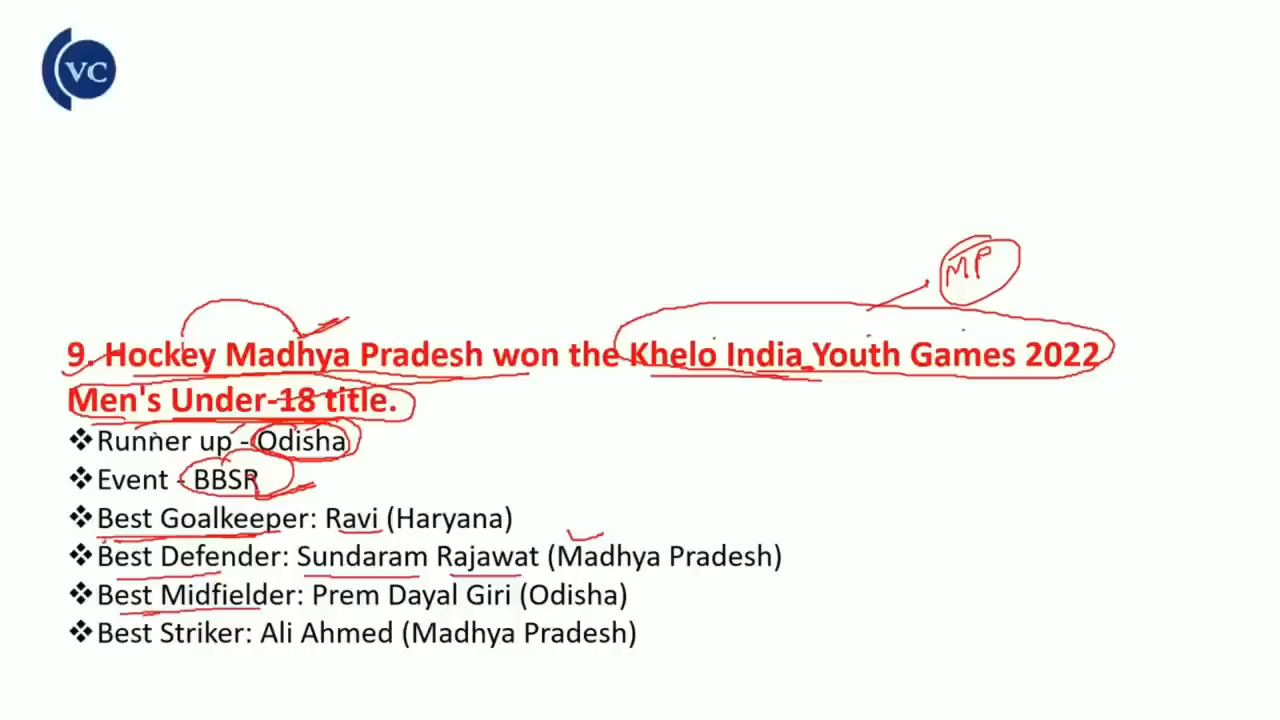 VC
MP
9. Hockey Madhya Pradesh won the Khelo India Youth Games 2022
Men's Under-18 title.
❖Runner up - Odisha
❖Event - BBSR
❖Best Goalkeeper: Ravi (Haryana)
❖Best Defender: Sundaram Rajawat (Madhya Pradesh)
❖Best Midfielder: Prem Dayal Giri (Odisha)
❖Best Striker: Ali Ahmed (Madhya Pradesh)